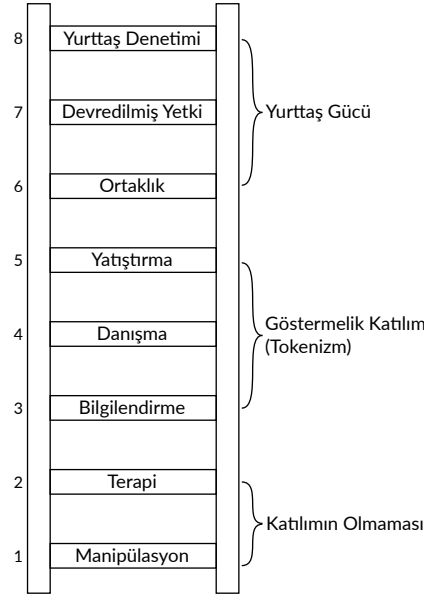 8 Yurttaş Denetimi
7 Devredilmiş Yetki
Yurttaş Gücü
6 Ortaklık
5 Yatıştırma
4 Danışma
Göstermelik Katılım
(Tokenizm)
3 Bilgilendirme
2 Terapi
Katılımın Olmaması
1 Manipülasyon